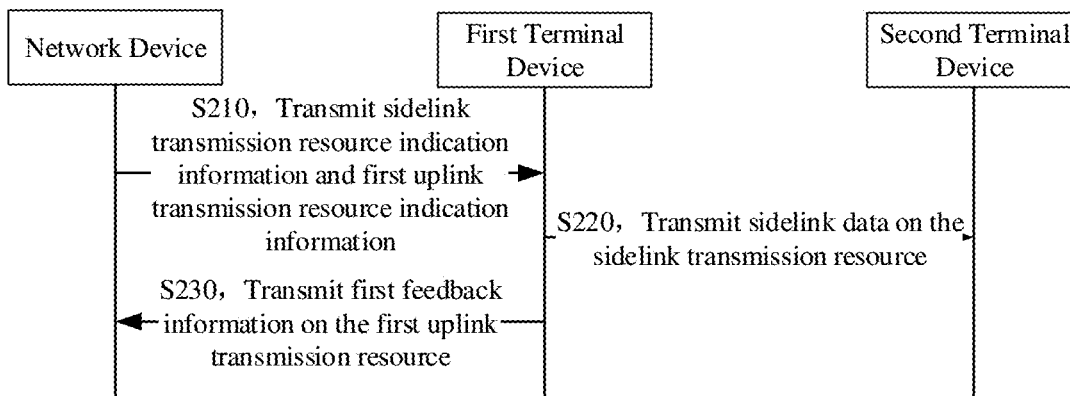 Network Device
First Terminal
Device
Second Terminal
Device
S210，Transmit sidelink
transmission resource indication
information and first uplink
transmission resource indication
information
S220，Transmit sidelink data on the
sidelink transmission resource
S230，Transmit first feedback
information on the first uplink
transmission resource